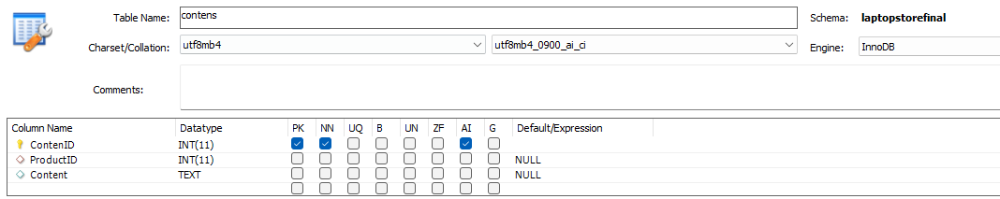 Table Name: contens Schema: laptopstorefinal
Charset/Collation: utf8mb4 utf8mb4_0900_ai_ci Engine: InnoDB
Comments:
Column Name Datatype PK NN UQ B UN ZF AI G Default/Expression
ContenID INT(11)
ProductID INT(11) NULL
Content TEXT NULL